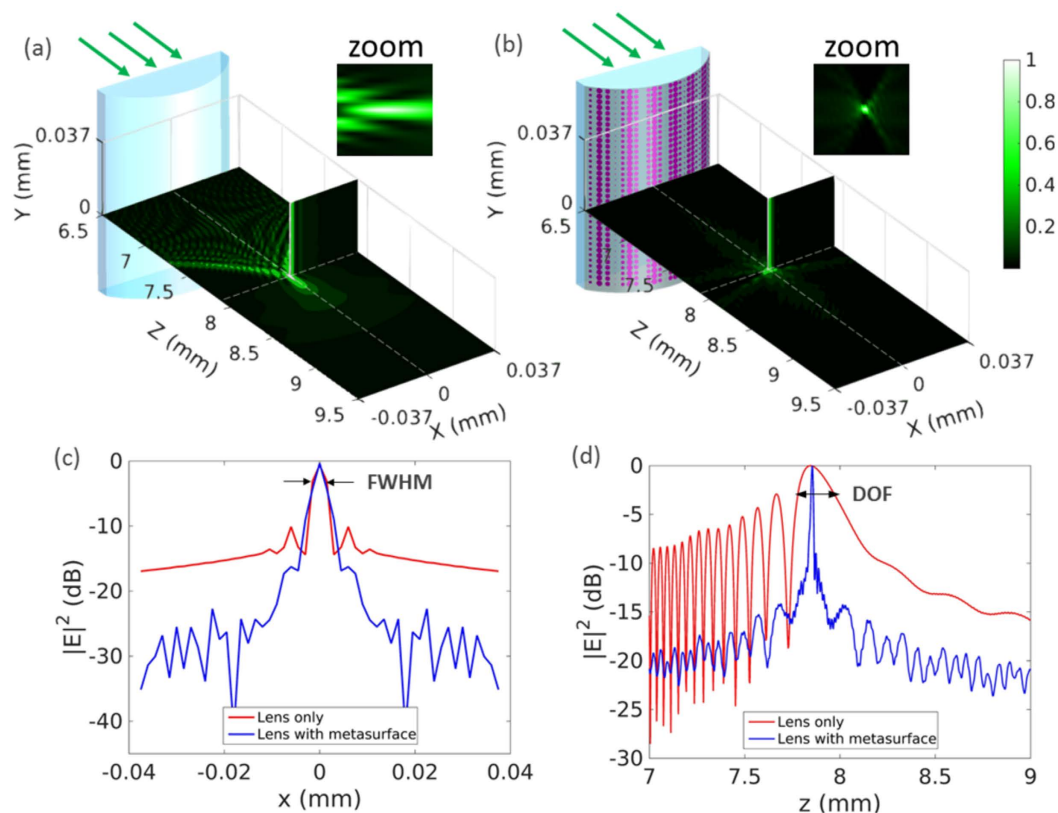 (a)
zoom
Y (mm)
0.037
0
6.5
7
7.5
8
8.5
9
9.5
Z (mm)
-0.037
0
0.037
X (mm)
(b)
zoom
Y (mm)
0.037
0
6.5
7
7.5
8
8.5
9
9.5
Z (mm)
-0.037
0
0.037
X (mm)
1
0.8
0.6
0.4
0.2
(c)
0
-10
-20
-30
-40
|E|² (dB)
FWHM
Lens only
Lens with metasurface
-0.04 -0.02 0 0.02 0.04
x (mm)
(d)
0
-5
-10
-15
-20
-25
-30
|E|² (dB)
DOF
Lens only
Lens with metasurface
7 7.5 8 8.5 9
z (mm)